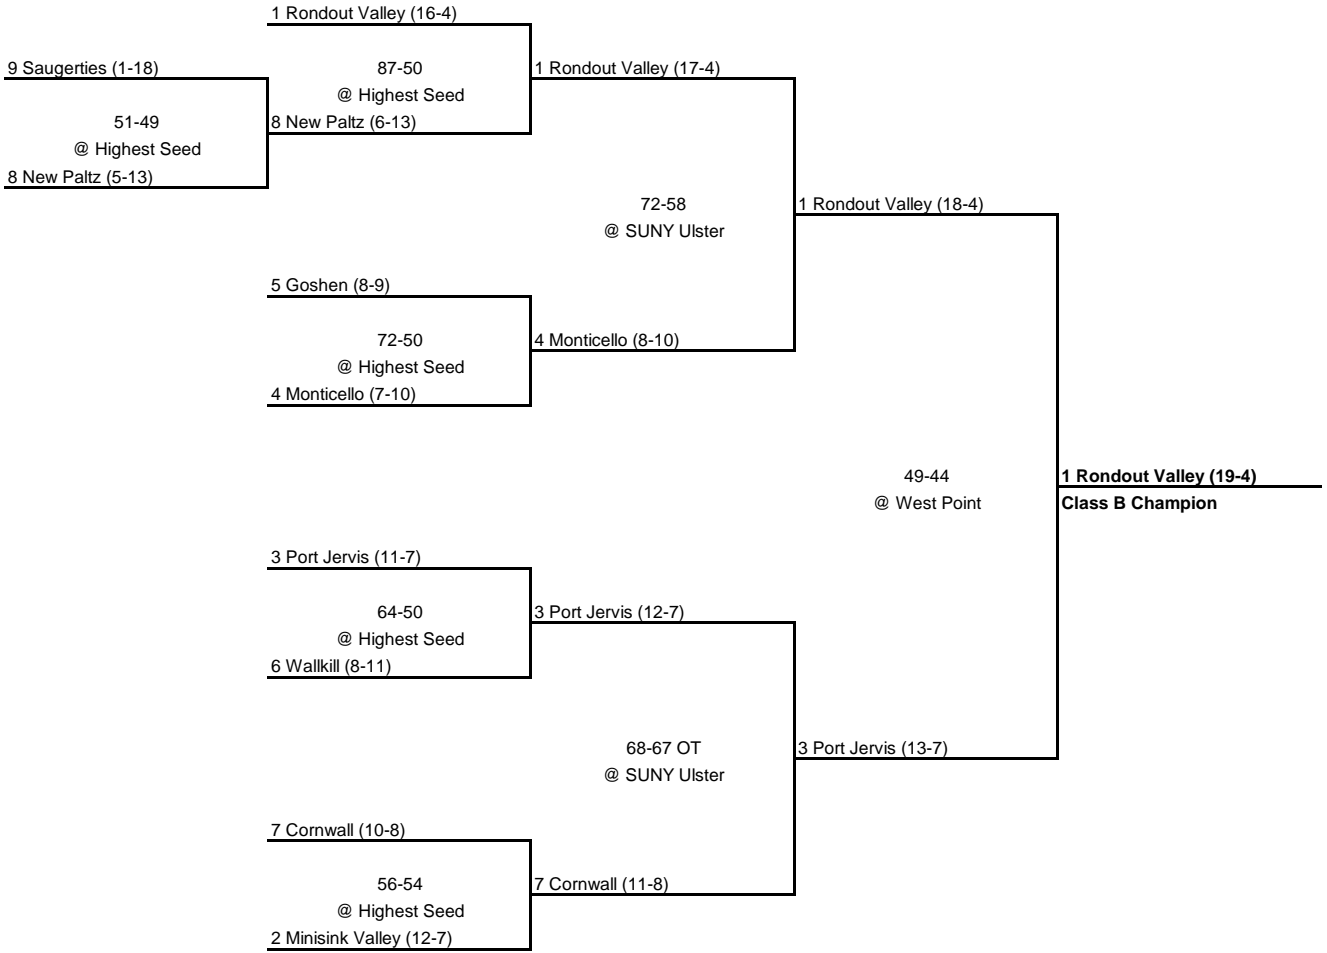 1 Rondout Valley (16-4)
9 Saugerties (1-18)
87-50
1 Rondout Valley (17-4)
@ Highest Seed
51-49
8 New Paltz (6-13)
@ Highest Seed
8 New Paltz (5-13)
72-58
1 Rondout Valley (18-4)
@ SUNY Ulster
5 Goshen (8-9)
72-50
4 Monticello (8-10)
@ Highest Seed
4 Monticello (7-10)
49-44
1 Rondout Valley (19-4)
@ West Point
Class B Champion
3 Port Jervis (11-7)
64-50
3 Port Jervis (12-7)
@ Highest Seed
6 Wallkill (8-11)
68-67 OT
3 Port Jervis (13-7)
@ SUNY Ulster
7 Cornwall (10-8)
56-54
7 Cornwall (11-8)
@ Highest Seed
2 Minisink Valley (12-7)